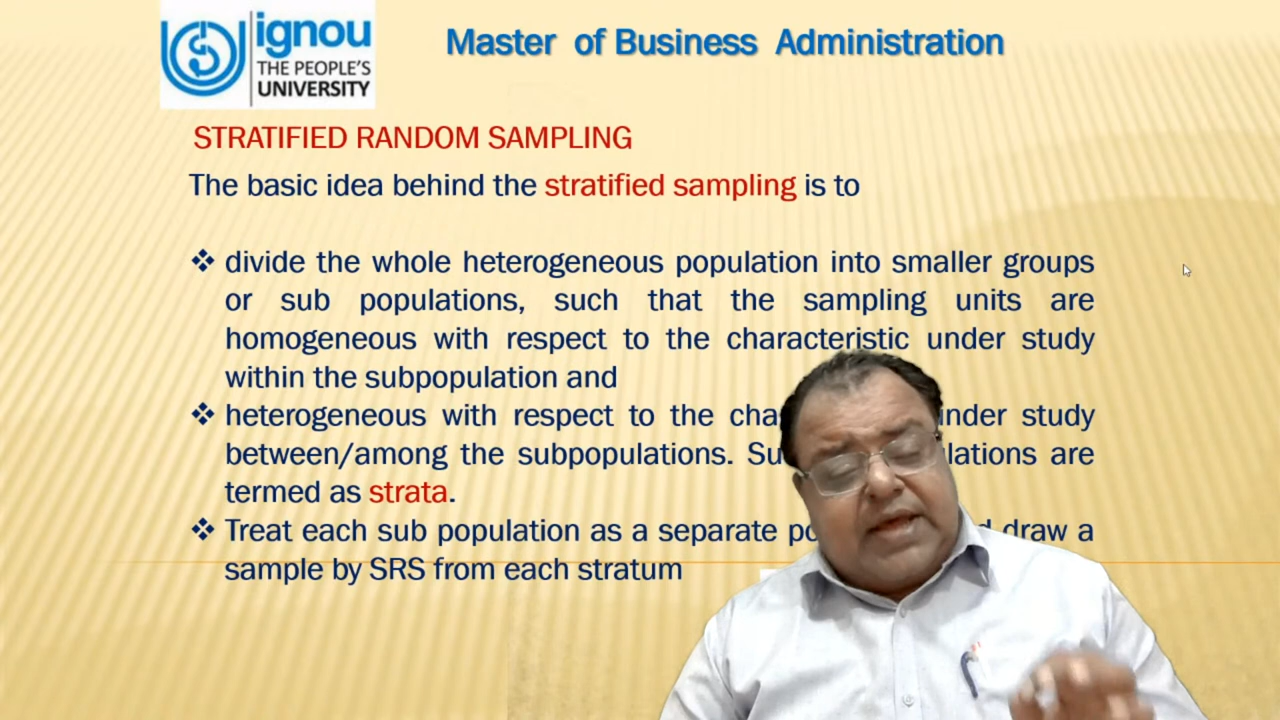 ignou
THE PEOPLE'S
UNIVERSITY
Master of Business Administration
STRATIFIED RANDOM SAMPLING
The basic idea behind the stratified sampling is to
❖ divide the whole heterogeneous population into smaller groups
or sub populations, such that the sampling units are
homogeneous with respect to the characteristic under study
within the subpopulation and
❖ heterogeneous with respect to the under study
between/among the subpopulations. are
termed as strata.
❖ Treat each sub population as a separate draw a
sample by SRS from each stratum